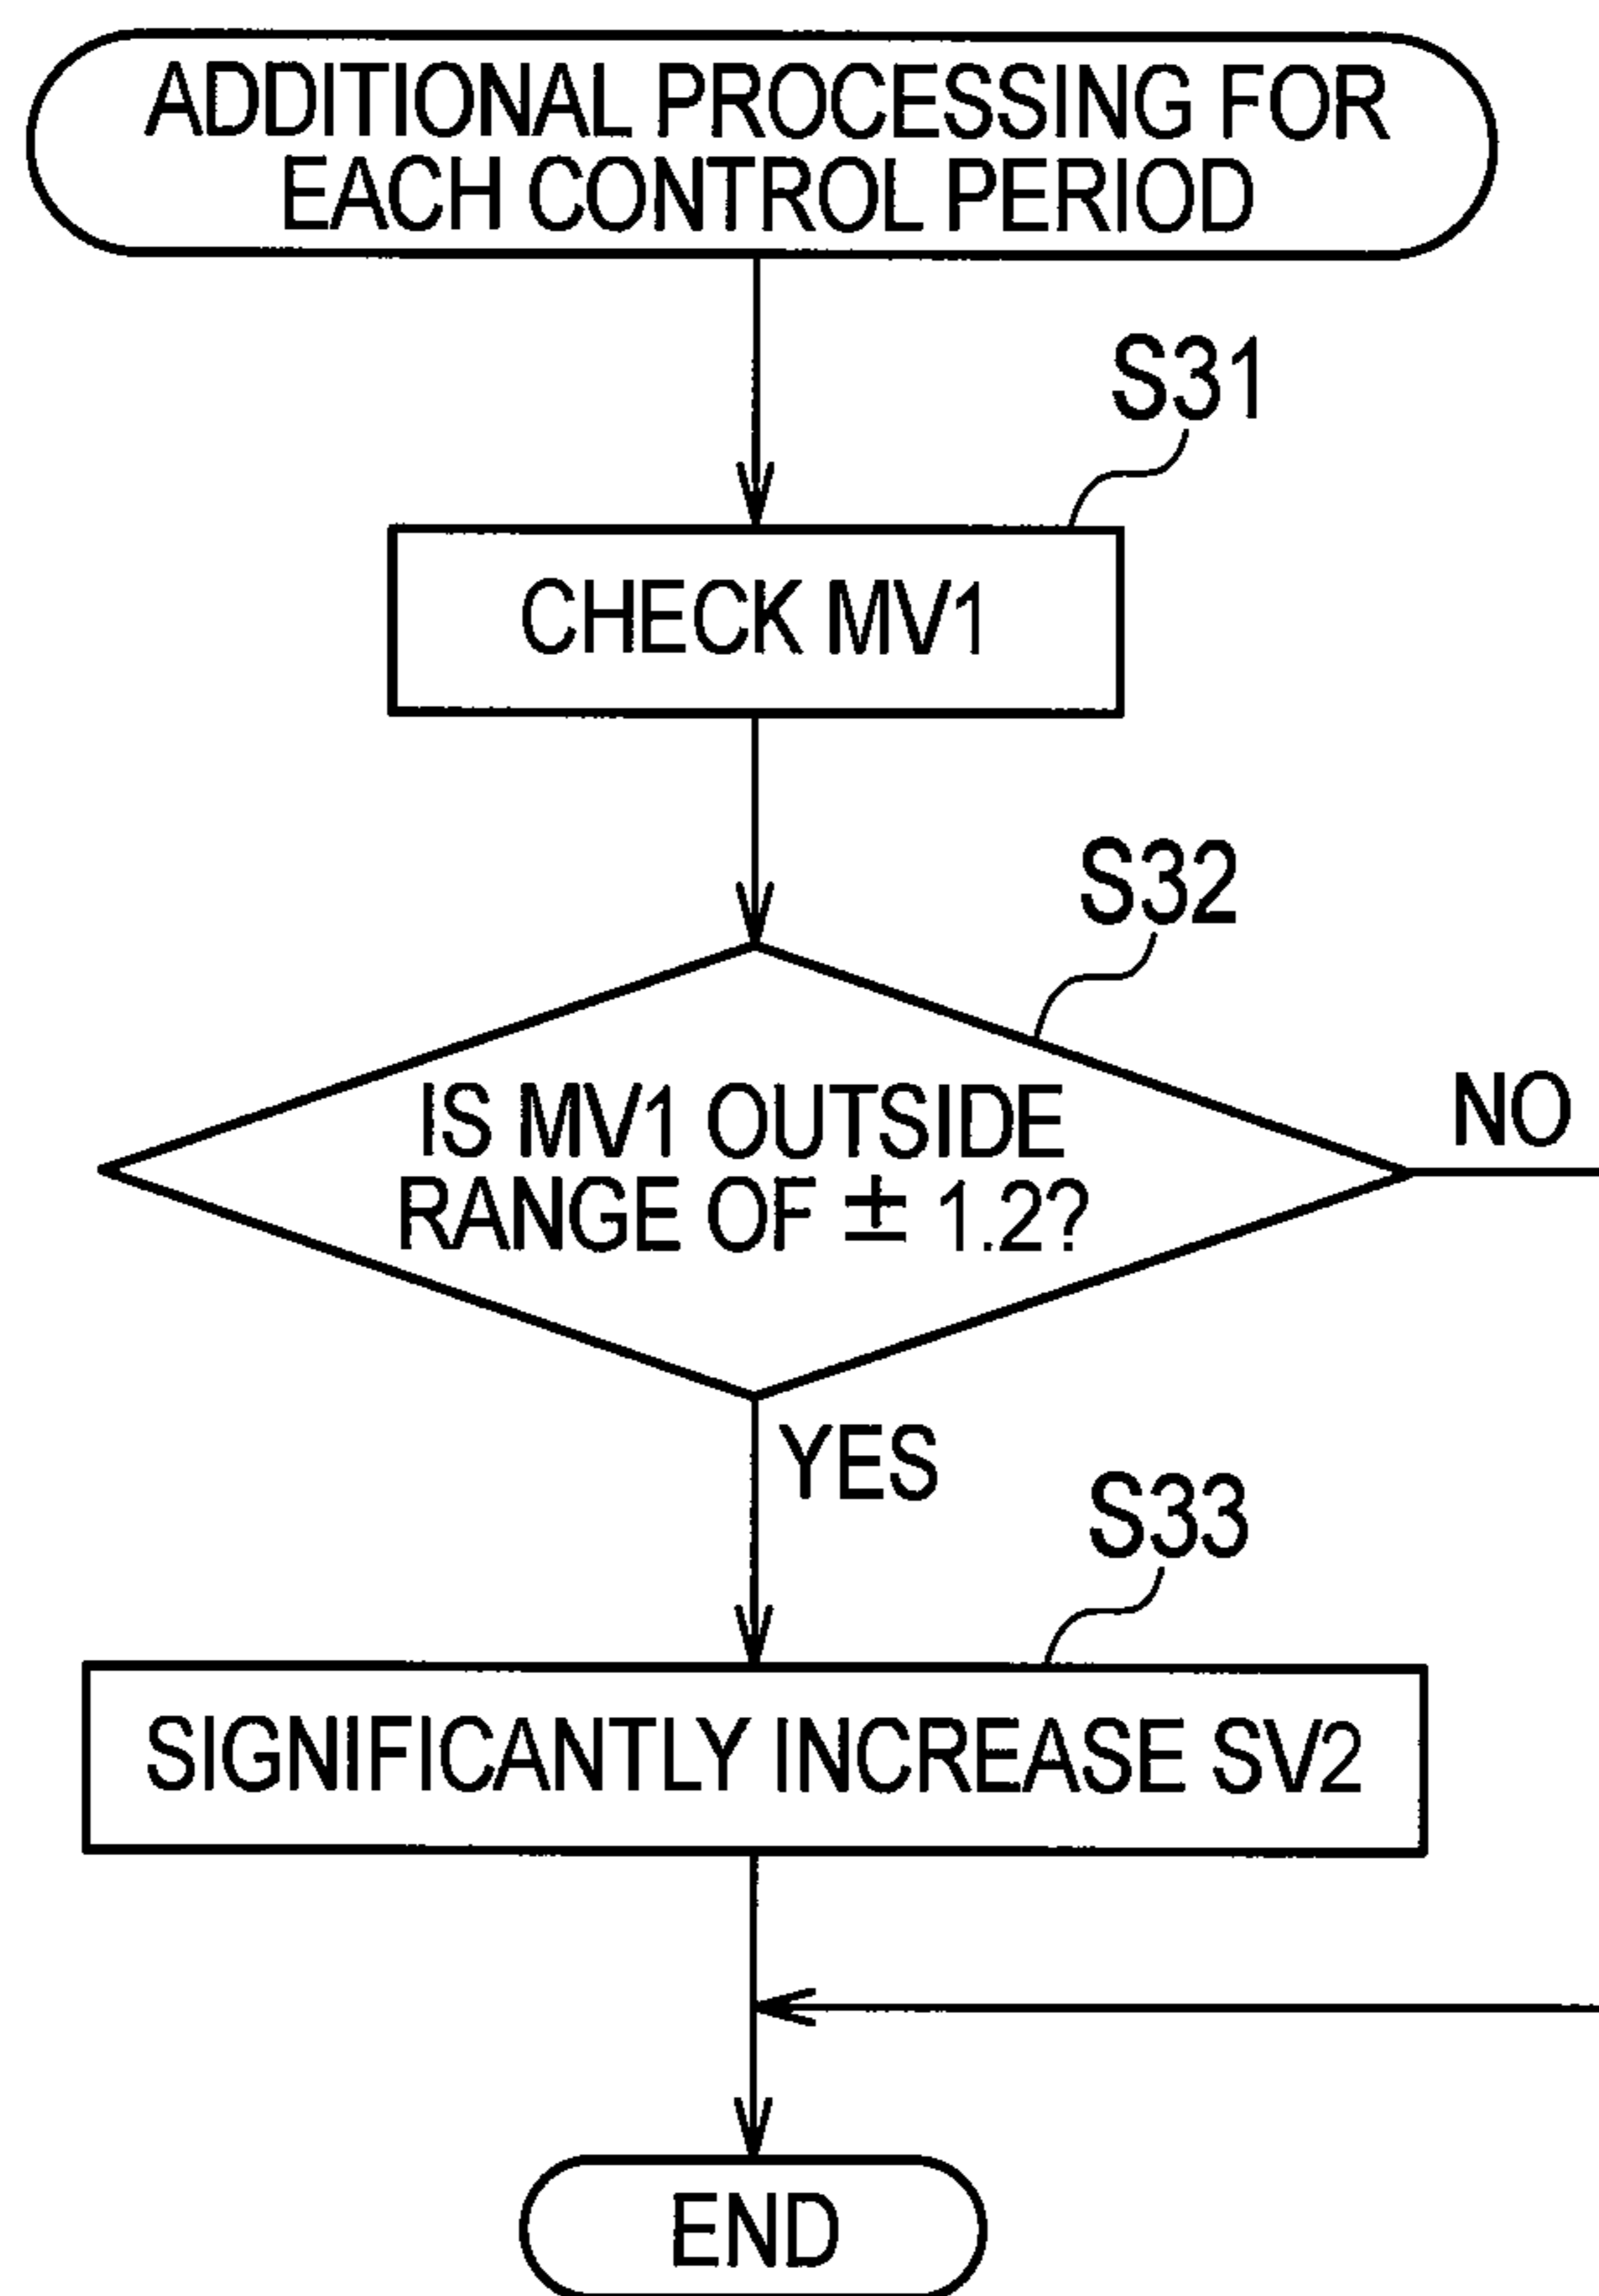 ADDITIONAL PROCESSING FOR
EACH CONTROL PERIOD
S31
CHECK MV1
S32
IS MV1 OUTSIDE
RANGE OF ± 1.2?
NO
YES
S33
SIGNIFICANTLY INCREASE SV2
END